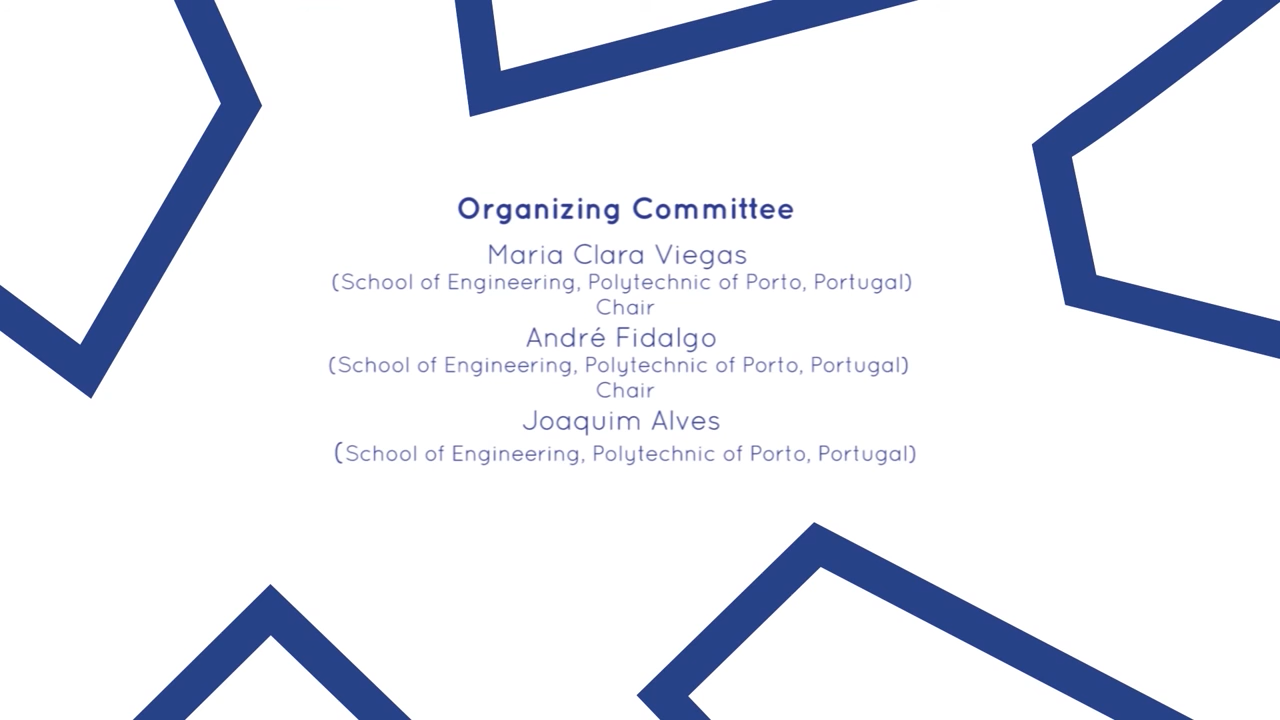 Organizing Committee
Maria Clara Viegas
(School of Engineering, Polytechnic of Porto, Portugal)
Chair
André Fidalgo
(School of Engineering, Polytechnic of Porto, Portugal)
Chair
Joaquim Alves
(School of Engineering, Polytechnic of Porto, Portugal)